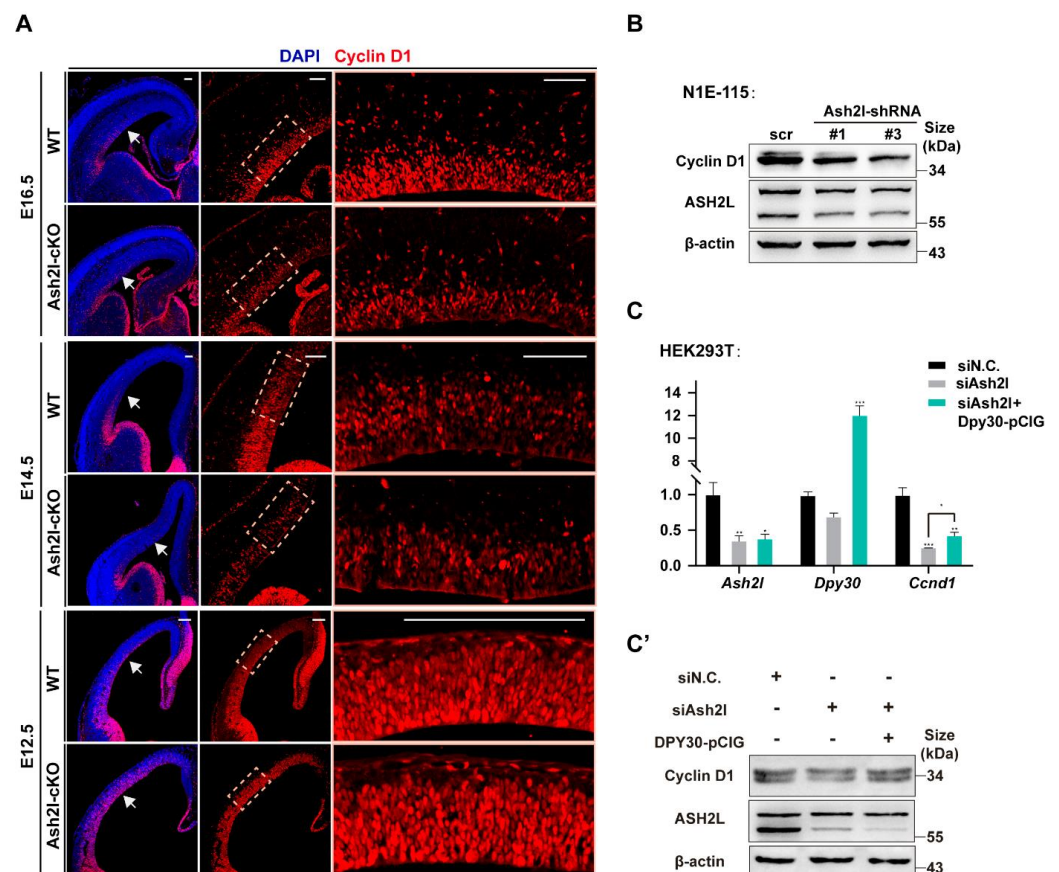 A
DAPI Cyclin D1
E16.5
WT
Ash2l-cKO
E14.5
WT
Ash2l-cKO
E12.5
WT
Ash2l-cKO
B
N1E-115:
Ash2l-shRNA
scr #1 #3 Size
(kDa)
Cyclin D1
34
ASH2L
55
β-actin
43
C
HEK293T:
siN.C.
siAsh2l
siAsh2l+
Dpy30-pCIG
14
12
10
8
1.0
0.5
0.0
***
** *
*
*** **
Ash2l Dpy30 Ccnd1
C'
siN.C. + - -
siAsh2l - + +
DPY30-pCIG - - +
Size
(kDa)
Cyclin D1
34
ASH2L
55
β-actin
43